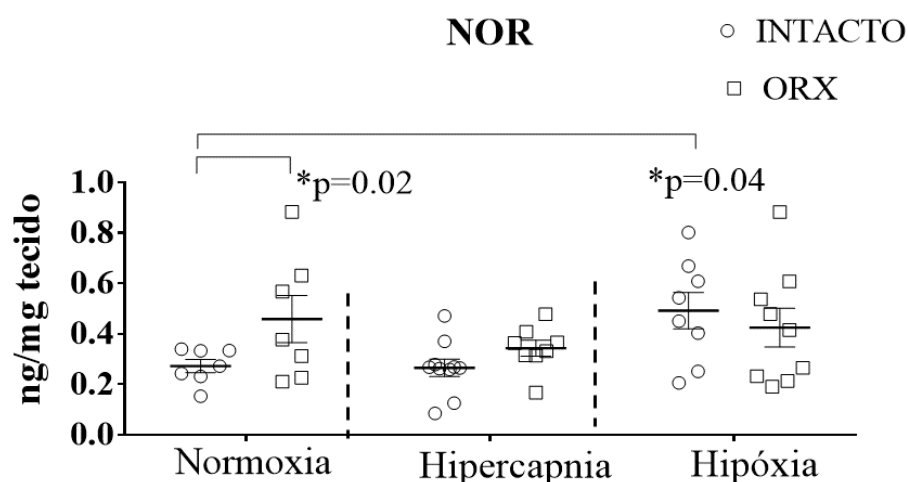 NOR
INTACTO
ORX
*p=0.02
*p=0.04
ng/mg tecido
1.0
0.8
0.6
0.4
0.2
0.0
Normoxia
Hipercapnia
Hipóxia